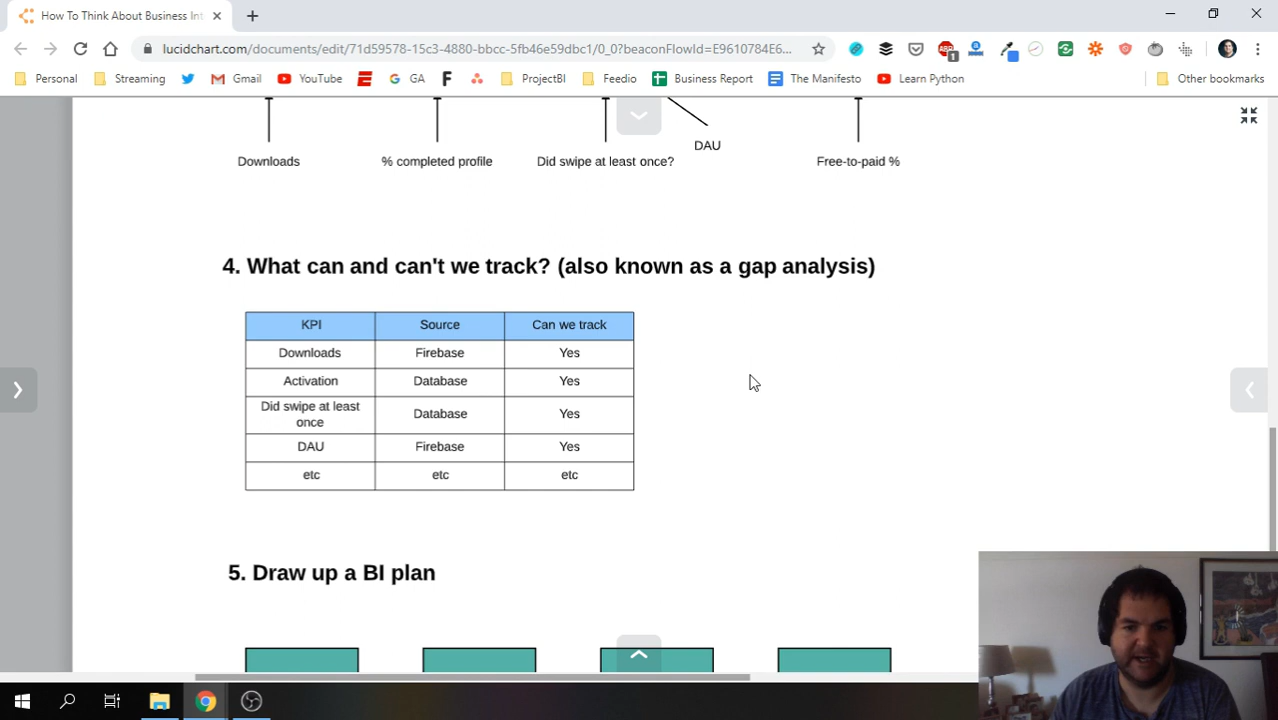 How To Think About Business Int
lucidchart.com/documents/edit/71d59578-15c3-4880-bbcc-5fb46e59dbc1/0_0?beaconFlowId=E9610784E6...
Personal
Streaming
Gmail
YouTube
GA
ProjectBI
Feedio
Business Report
The Manifesto
Learn Python
Other bookmarks
Downloads
% completed profile
Did swipe at least once?
DAU
Free-to-paid %
4. What can and can't we track? (also known as a gap analysis)
KPI Source Can we track
Downloads Firebase Yes
Activation Database Yes
Did swipe at least
once Database Yes
DAU Firebase Yes
etc etc etc
5. Draw up a BI plan